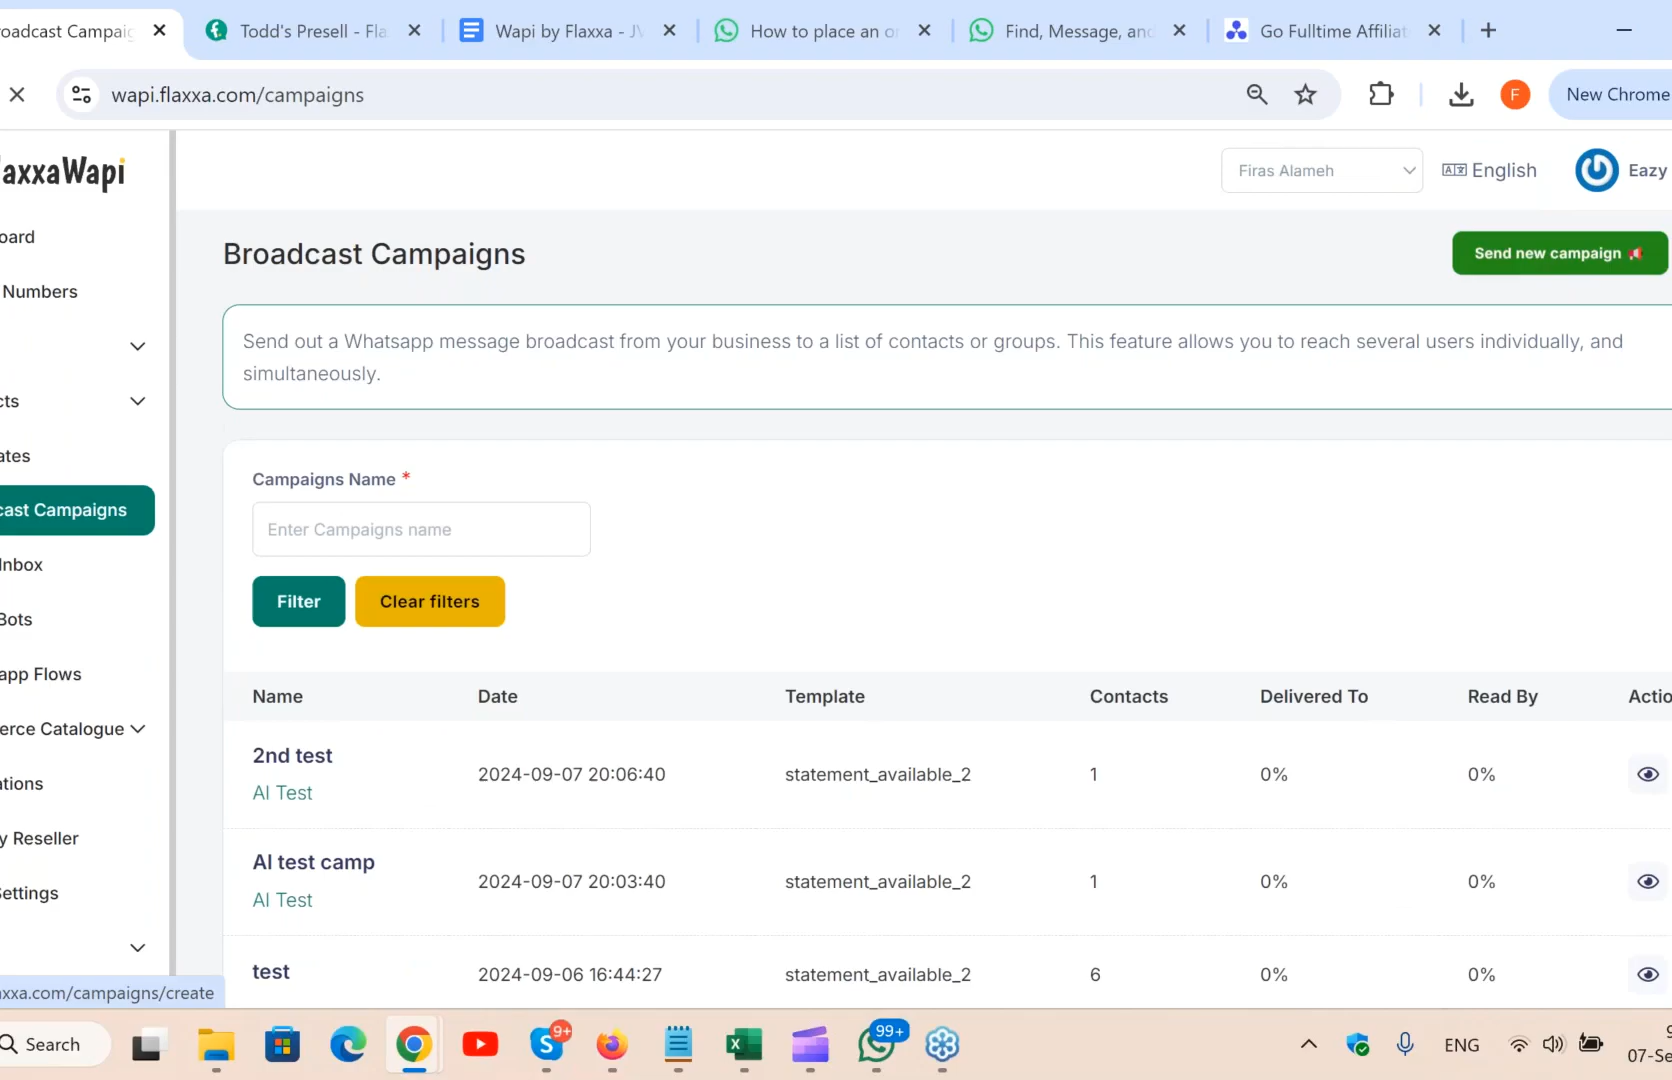 roadcast Campaig
Todd's Presell - Fla
Wapi by Flaxxa - JV
How to place an or
Find, Message, and
Go Fulltime Affiliat
wapi.flaxxa.com/campaigns
F
New Chrome
laxxaWapi
Firas Alameh
English
Eazy
oard
Numbers
cts
ates
cast Campaigns
Inbox
Bots
app Flows
erce Catalogue
ations
y Reseller
Settings
Broadcast Campaigns
Send new campaign
Send out a Whatsapp message broadcast from your business to a list of contacts or groups. This feature allows you to reach several users individually, and
simultaneously.
Campaigns Name *
Enter Campaigns name
Filter
Clear filters
Name Date Template Contacts Delivered To Read By Actio
2nd test
AI Test
2024-09-07 20:06:40 statement_available_2 1 0% 0%
AI test camp
AI Test
2024-09-07 20:03:40 statement_available_2 1 0% 0%
test 2024-09-06 16:44:27 statement_available_2 6 0% 0%
axxa.com/campaigns/create
Search
9+
99+
ENG
07-Se